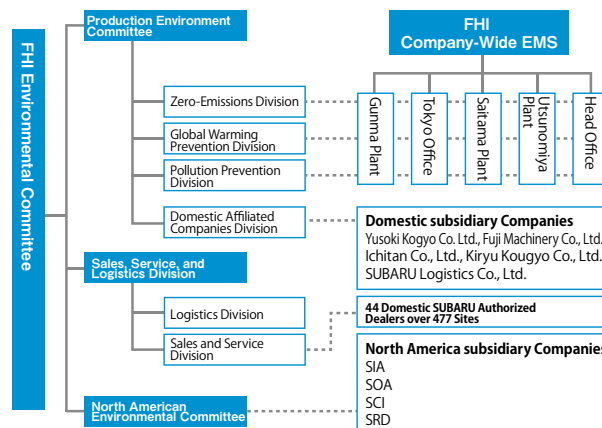 FHI Environmental Committee
Production Environment
Committee
Zero-Emissions Division
Global Warming
Prevention Division
Pollution Prevention
Division
Domestic Affiliated
Companies Division
Sales, Service, and
Logistics Division
Logistics Division
Sales and Service
Division
North American
Environmental Committee
FHI
Company-Wide EMS
Gunma Plant
Tokyo Office
Saitama Plant
Utsunomiya
Plant
Head Office
Domestic subsidiary Companies
Yusoki Kogyo Co. Ltd., Fuji Machinery Co., Ltd.
Ichitan Co., Ltd., Kiryu Kougyo Co., Ltd.
SUBARU Logistics Co., Ltd.
44 Domestic SUBARU Authorized
Dealers over 477 Sites
North America subsidiary Companies
SIA
SOA
SCI
SRD